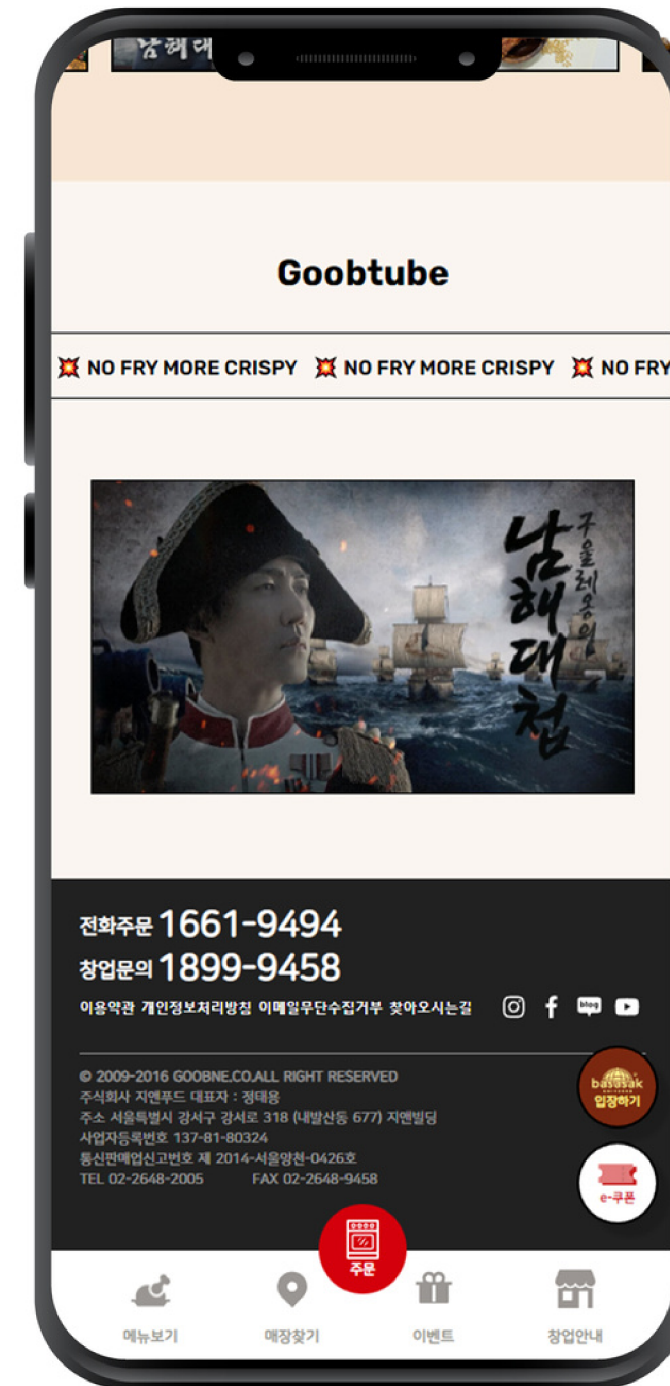 남해대
Goobtube
NO FRY MORE CRISPY NO FRY MORE CRISPY NO FRY
구울레옹의
남해대첩
전화주문 1661-9494
창업문의 1899-9458
이용약관 개인정보처리방침 이메일무단수집거부 찾아오시는길
blog
© 2009-2016 GOOBNE.CO.ALL RIGHT RESERVED
주식회사 지엔푸드 대표자 : 정태용
주소 서울특별시 강서구 강서로 318 (내발산동 677) 지앤빌딩
사업자등록번호 137-81-80324
통신판매업신고번호 제 2014-서울양천-0426호
TEL 02-2648-2005 FAX 02-2648-9458
basasak
입장하기
e-쿠폰
주문
메뉴보기 매장찾기 이벤트 창업안내